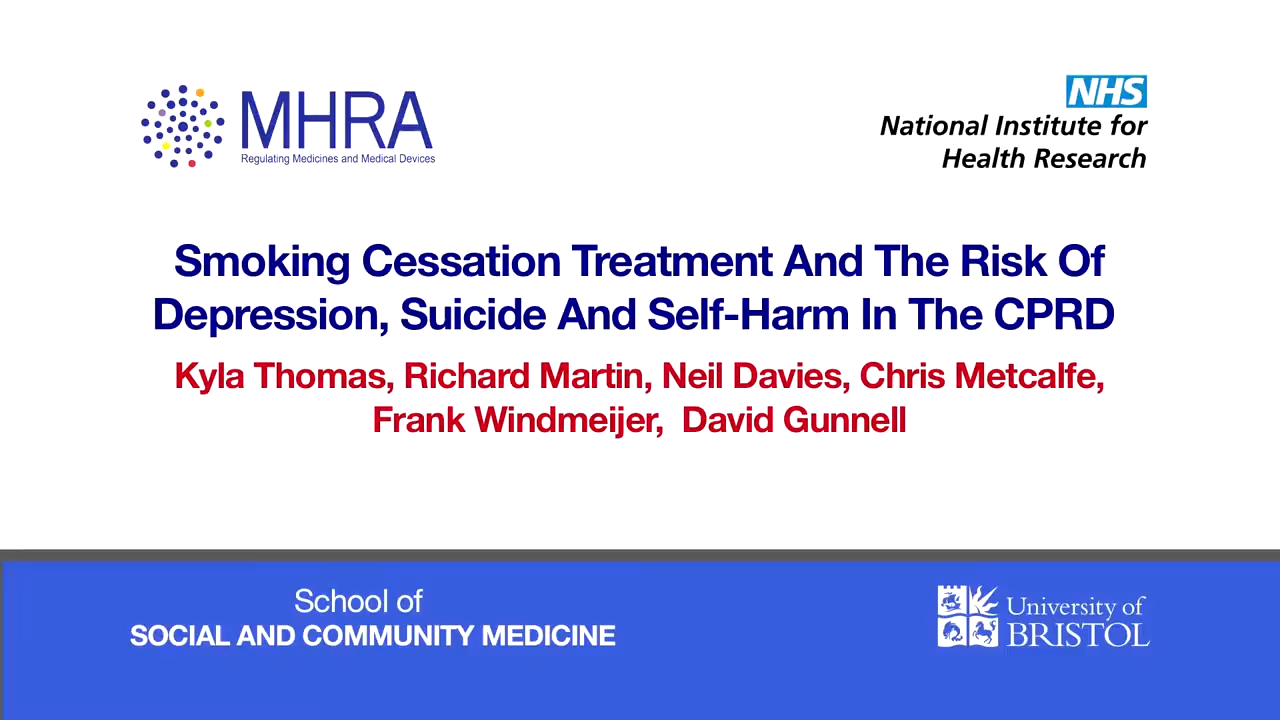 MHRA
Regulating Medicines and Medical Devices
NHS
National Institute for
Health Research
Smoking Cessation Treatment And The Risk Of
Depression, Suicide And Self-Harm In The CPRD
Kyla Thomas, Richard Martin, Neil Davies, Chris Metcalfe,
Frank Windmeijer,  David Gunnell
School of
SOCIAL AND COMMUNITY MEDICINE
University of
BRISTOL